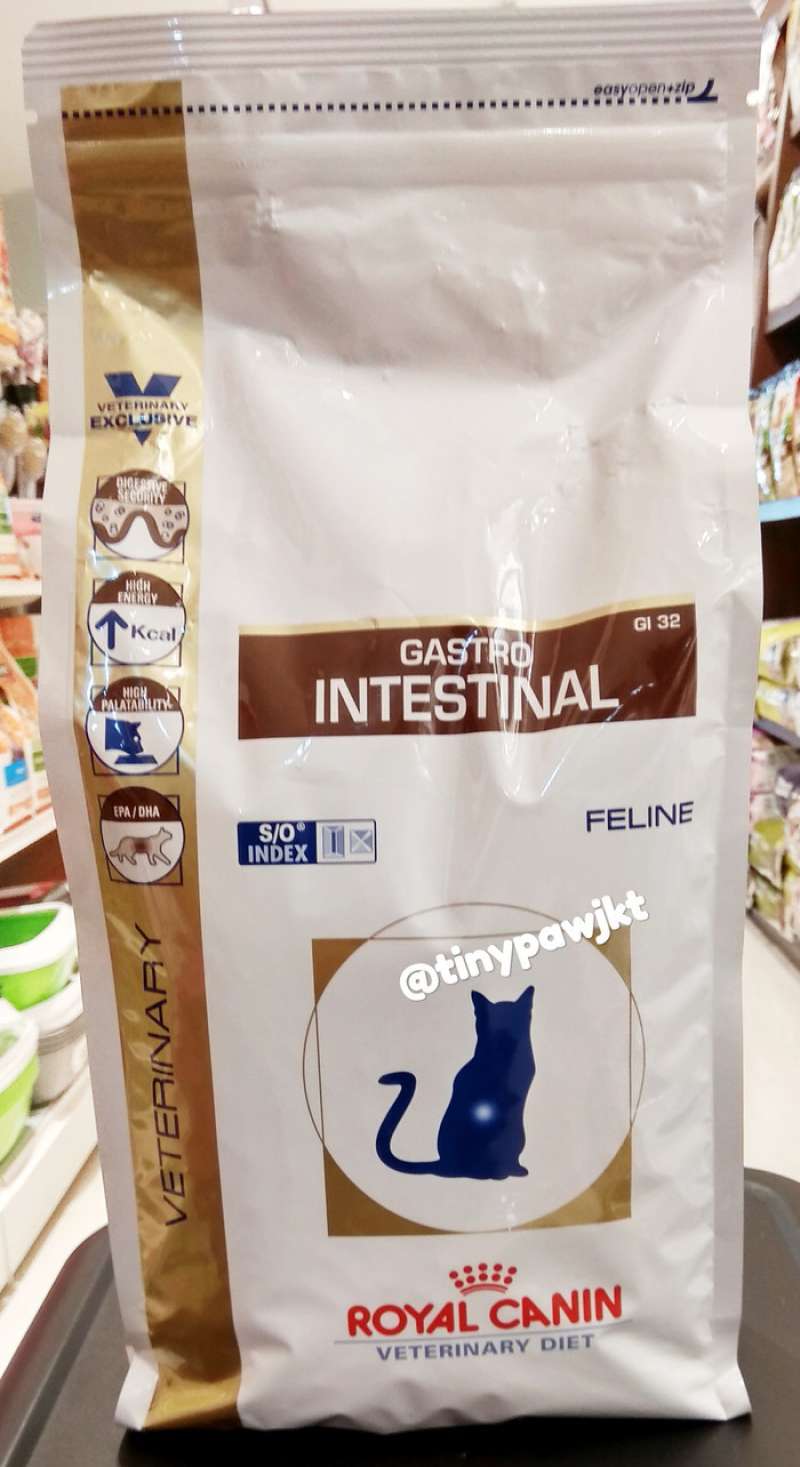 easyopen+zip
VETERINARY
EXCLUSIVE
DIGESTIVE
SECURITY
HIGH
ENERGY
Kcal
HIGH
PALATABILITY
EPA/DHA
VETERINARY
GI 32
GASTRO
INTESTINAL
S/O®
INDEX
FELINE
@tinypawjkt
ROYAL CANIN
VETERINARY DIET